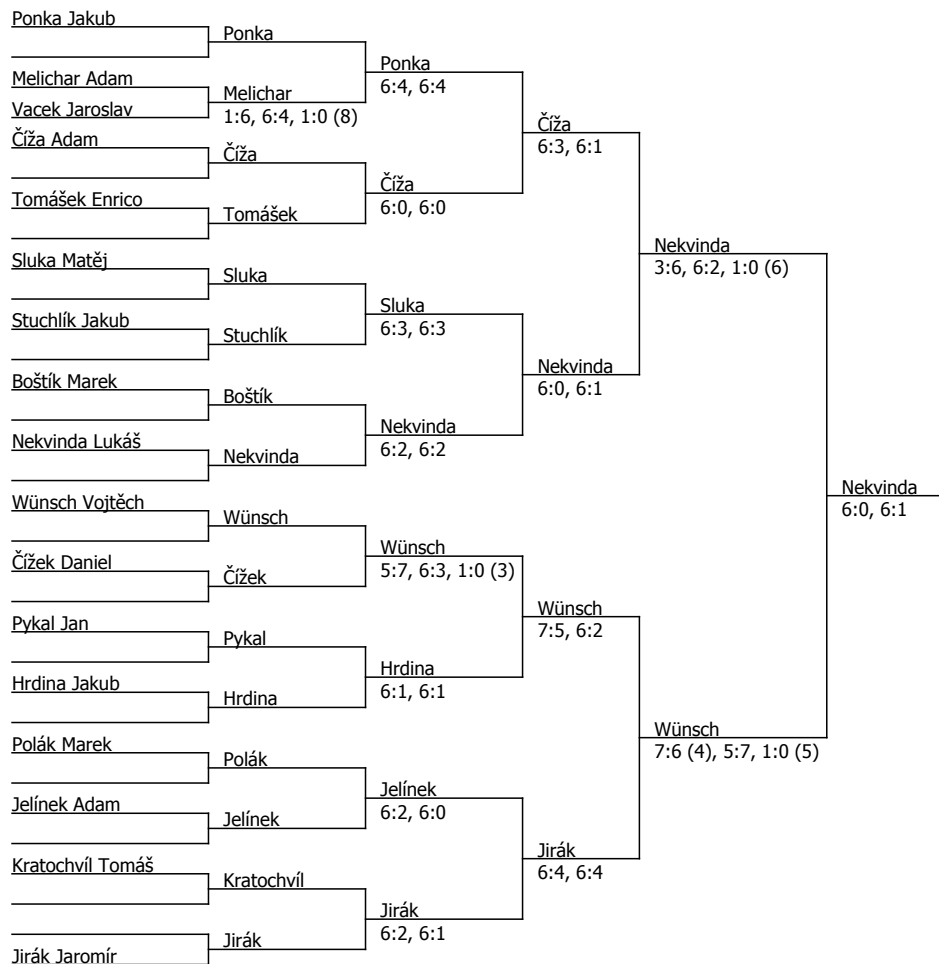 Ponka Jakub
Ponka
Ponka
6:4, 6:4
Melichar Adam
Melichar
1:6, 6:4, 1:0 (8)
Vacek Jaroslav
Číža
6:3, 6:1
Číža Adam
Číža
Číža
6:0, 6:0
Tomášek Enrico
Tomášek
Nekvinda
3:6, 6:2, 1:0 (6)
Sluka Matěj
Sluka
Sluka
6:3, 6:3
Stuchlík Jakub
Stuchlík
Nekvinda
6:0, 6:1
Boštík Marek
Boštík
Nekvinda
6:2, 6:2
Nekvinda Lukáš
Nekvinda
Nekvinda
6:0, 6:1
Wünsch Vojtěch
Wünsch
Wünsch
5:7, 6:3, 1:0 (3)
Čížek Daniel
Čížek
Wünsch
7:5, 6:2
Pykal Jan
Pykal
Hrdina
6:1, 6:1
Hrdina Jakub
Hrdina
Wünsch
7:6 (4), 5:7, 1:0 (5)
Polák Marek
Polák
Jelínek
6:2, 6:0
Jelínek Adam
Jelínek
Jirák
6:4, 6:4
Kratochvíl Tomáš
Kratochvíl
Jirák
6:2, 6:1
Jirák
Jirák Jaromír